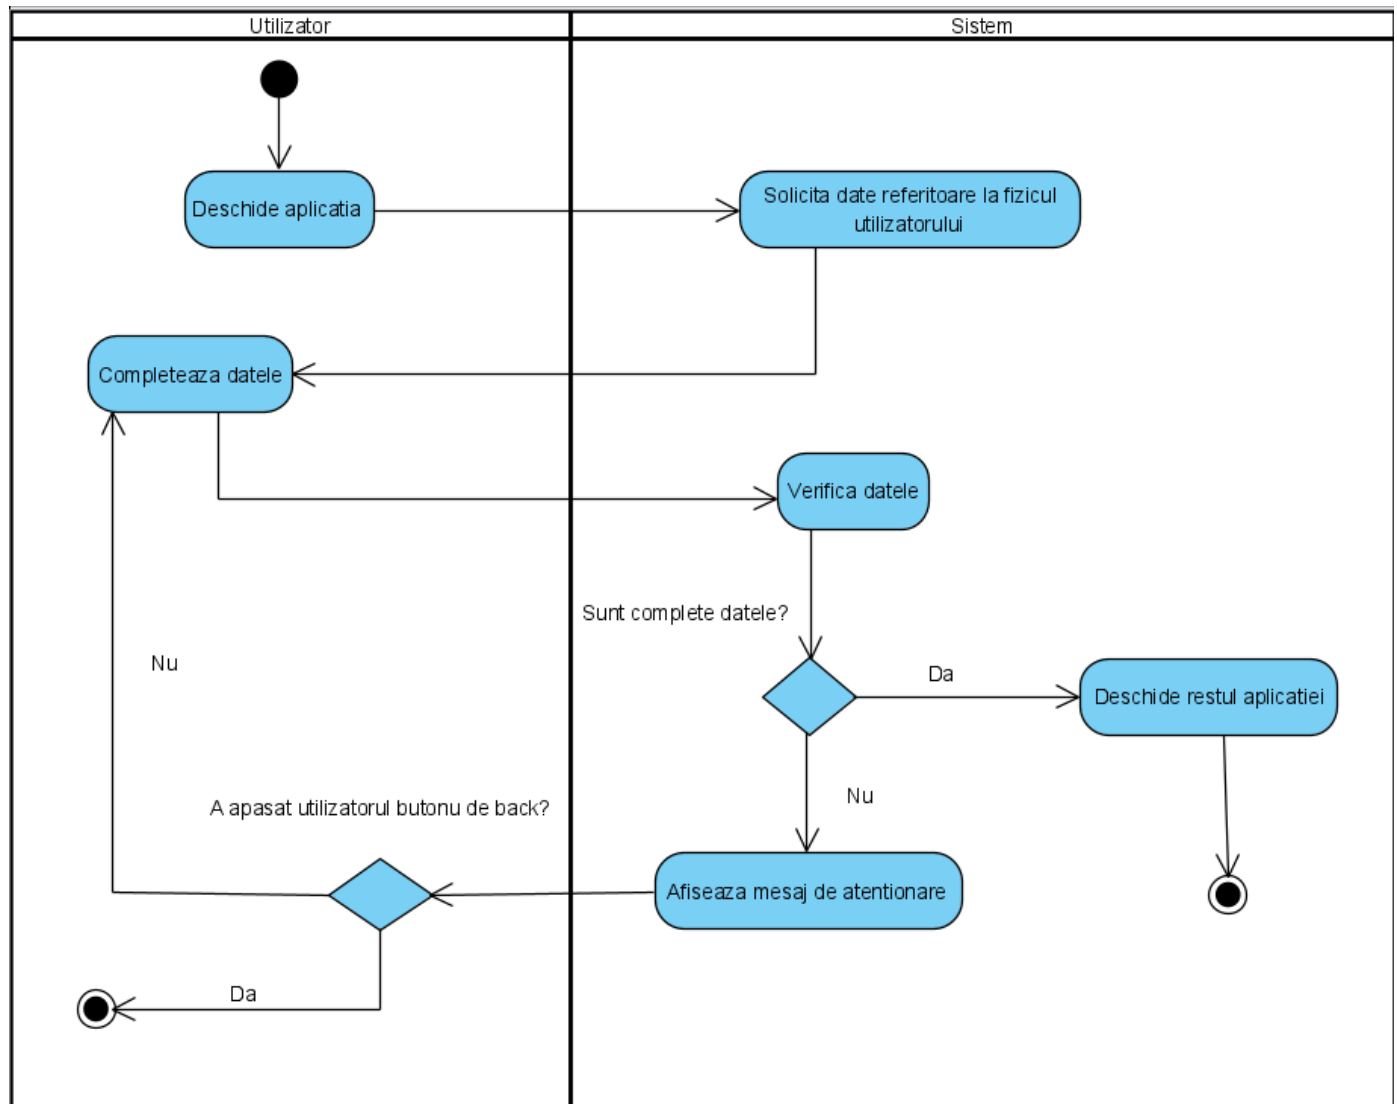 Utilizator
Sistem
Deschide aplicatia
Solicita date referitoare la fizicul
utilizatorului
Completeaza datele
Verifica datele
Sunt complete datele?
Nu
Da
Deschide restul aplicatiei
Nu
A apasat utilizatorul butonu de back?
Afiseaza mesaj de atentionare
Da